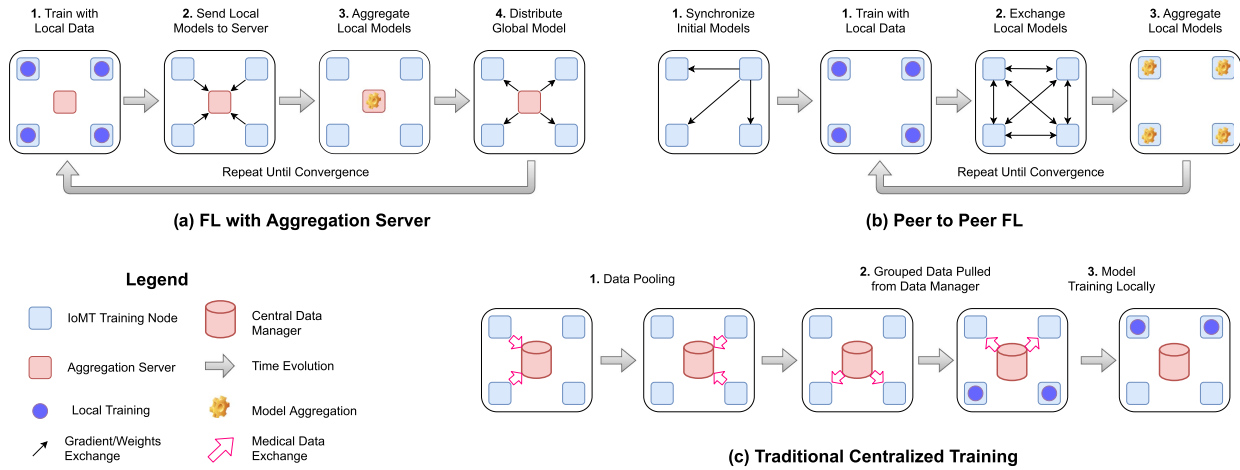 1. Train with
Local Data
2. Send Local
Models to Server
3. Aggregate
Local Models
4. Distribute
Global Model
Repeat Until Convergence
(a) FL with Aggregation Server
1. Synchronize
Initial Models
1. Train with
Local Data
2. Exchange
Local Models
3. Aggregate
Local Models
Repeat Until Convergence
(b) Peer to Peer FL
Legend
IoMT Training Node
Central Data
Manager
Aggregation Server
Time Evolution
Local Training
Model Aggregation
Gradient/Weights
Exchange
Medical Data
Exchange
1. Data Pooling
2. Grouped Data Pulled
from Data Manager
3. Model
Training Locally
(c) Traditional Centralized Training